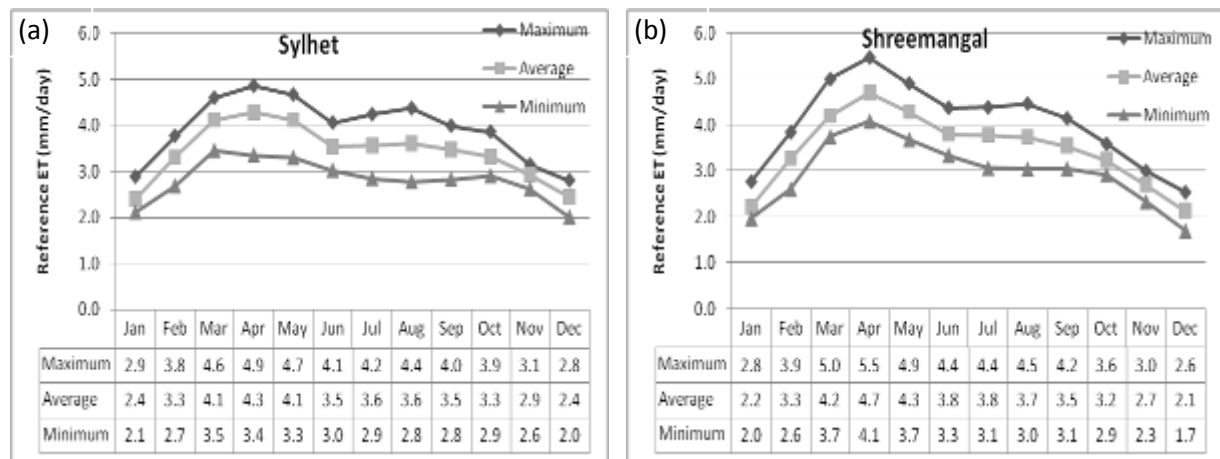 (a)
Sylhet
Maximum
Average
Minimum
Reference ET (mm/day)
6.0
5.0
4.0
3.0
2.0
1.0
0.0
Jan Feb Mar Apr May Jun Jul Aug Sep Oct Nov Dec
Maximum 2.9 3.8 4.6 4.9 4.7 4.1 4.2 4.4 4.0 3.9 3.1 2.8
Average 2.4 3.3 4.1 4.3 4.1 3.5 3.6 3.6 3.5 3.3 2.9 2.4
Minimum 2.1 2.7 3.5 3.4 3.3 3.0 2.9 2.8 2.8 2.9 2.6 2.0
(b)
Shreemangal
Maximum
Average
Minimum
Reference ET (mm/day)
6.0
5.0
4.0
3.0
2.0
1.0
0.0
Jan Feb Mar Apr May Jun Jul Aug Sep Oct Nov Dec
Maximum 2.8 3.9 5.0 5.5 4.9 4.4 4.4 4.5 4.2 3.6 3.0 2.6
Average 2.2 3.3 4.2 4.7 4.3 3.8 3.8 3.7 3.5 3.2 2.7 2.1
Minimum 2.0 2.6 3.7 4.1 3.7 3.3 3.1 3.0 3.1 2.9 2.3 1.7